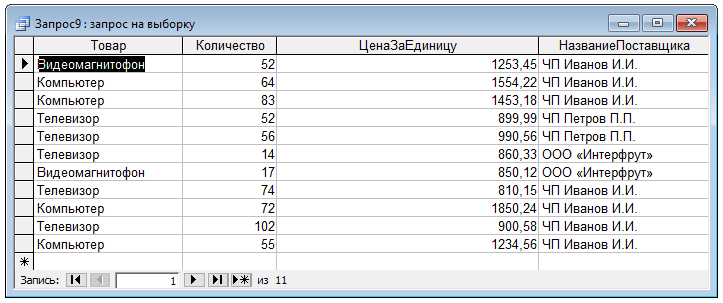 Запрос9 : запрос на выборку
Товар Количество ЦенаЗаЕдиницу НазваниеПоставщика
Видеомагнитофон 52 1253,45 ЧП Иванов И.И.
Компьютер 64 1554,22 ЧП Иванов И.И.
Компьютер 83 1453,18 ЧП Иванов И.И.
Телевизор 52 899,99 ЧП Петров П.П.
Телевизор 56 990,56 ЧП Петров П.П.
Телевизор 14 860,33 ООО «Интерфрут»
Видеомагнитофон 17 850,12 ООО «Интерфрут»
Телевизор 74 810,15 ЧП Иванов И.И.
Компьютер 72 1850,24 ЧП Иванов И.И.
Телевизор 102 900,58 ЧП Иванов И.И.
Компьютер 55 1234,56 ЧП Иванов И.И.
Запись: 1 из 11